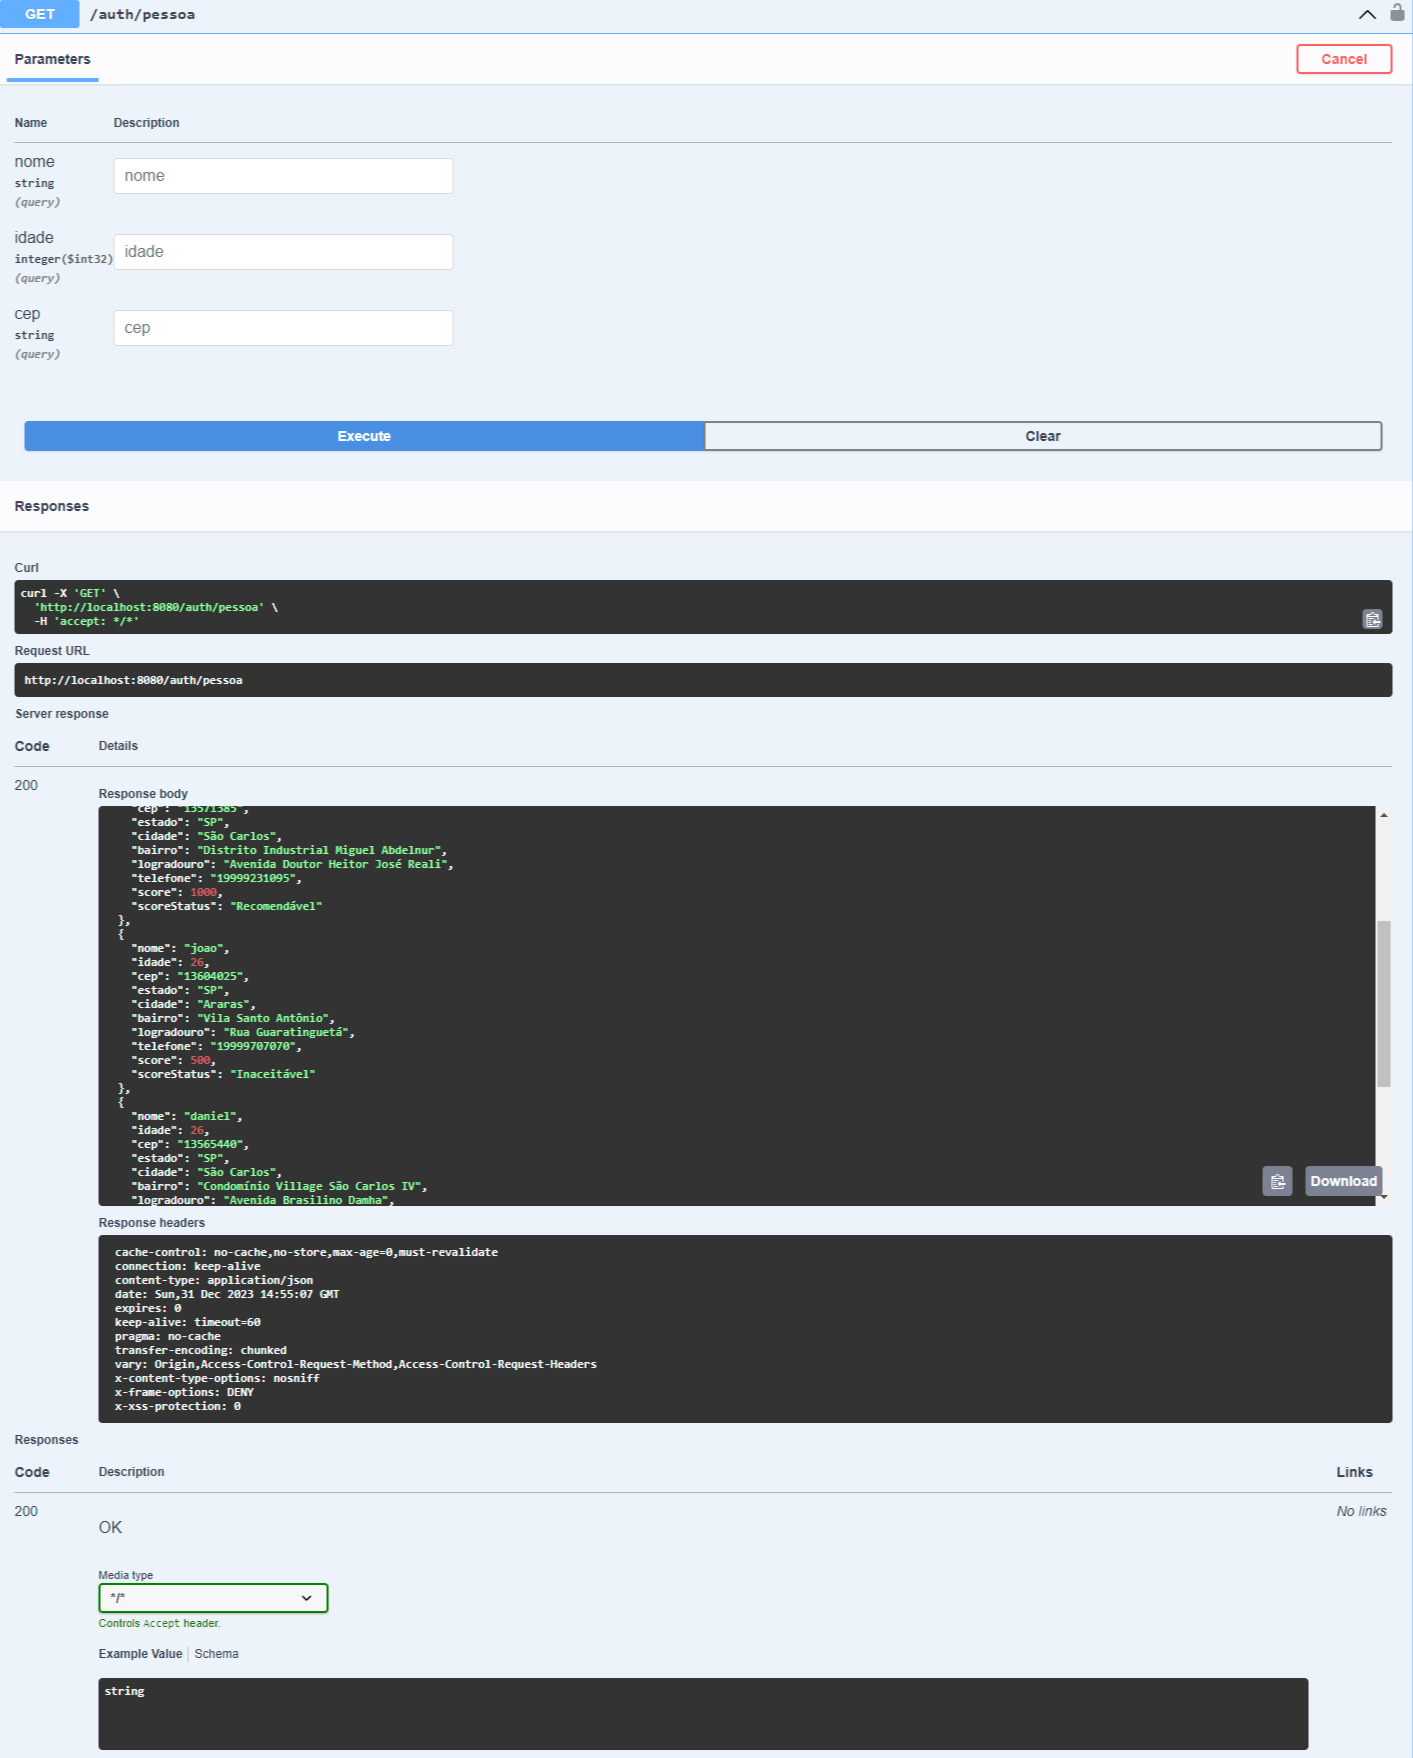 GET /auth/pessoa
Parameters
Cancel
Name Description
nome
string
(query)
nome
idade
integer($int32)
(query)
idade
cep
string
(query)
cep
Execute
Clear
Responses
Curl
curl -X 'GET' \
'http://localhost:8080/auth/pessoa' \
-H 'accept: */*'
Request URL
http://localhost:8080/auth/pessoa
Server response
Code Details
200
Response body
"cep": "13571385",
"estado": "SP",
"cidade": "São Carlos",
"bairro": "Distrito Industrial Miguel Abdelnur",
"logradouro": "Avenida Doutor Heitor José Reali",
"telefone": "19999231095",
"score": 1000,
"scoreStatus": "Recomendável"
},
{
"nome": "joao",
"idade": 26,
"cep": "13604025",
"estado": "SP",
"cidade": "Araras",
"bairro": "Vila Santo Antônio",
"logradouro": "Rua Guaratinguetá",
"telefone": "19999707070",
"score": 500,
"scoreStatus": "Inaceitável"
},
{
"nome": "daniel",
"idade": 26,
"cep": "13565440",
"estado": "SP",
"cidade": "São Carlos",
"bairro": "Condomínio Village São Carlos IV",
"logradouro": "Avenida Brasilino Damha",
Download
Response headers
cache-control: no-cache,no-store,max-age=0,must-revalidate
connection: keep-alive
content-type: application/json
date: Sun,31 Dec 2023 14:55:07 GMT
expires: 0
keep-alive: timeout=60
pragma: no-cache
transfer-encoding: chunked
vary: Origin,Access-Control-Request-Method,Access-Control-Request-Headers
x-content-type-options: nosniff
x-frame-options: DENY
x-xss-protection: 0
Responses
Code Description Links
200
OK
No links
Media type
*/*
Controls Accept header.
Example Value Schema
string